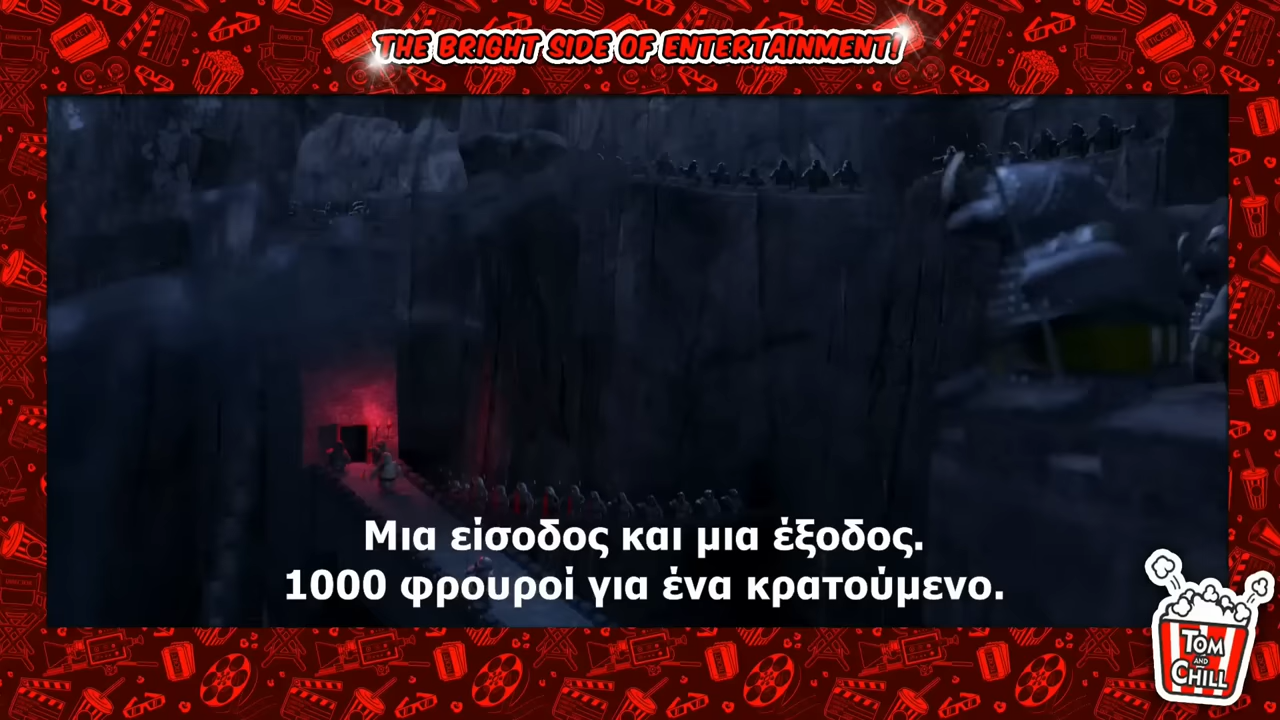 THE BRIGHT SIDE OF ENTERTAINMENT!
Μια είσοδος και μια έξοδος.
1000 φρουροί για ένα κρατούμενο.
TOM
AND
CHILL